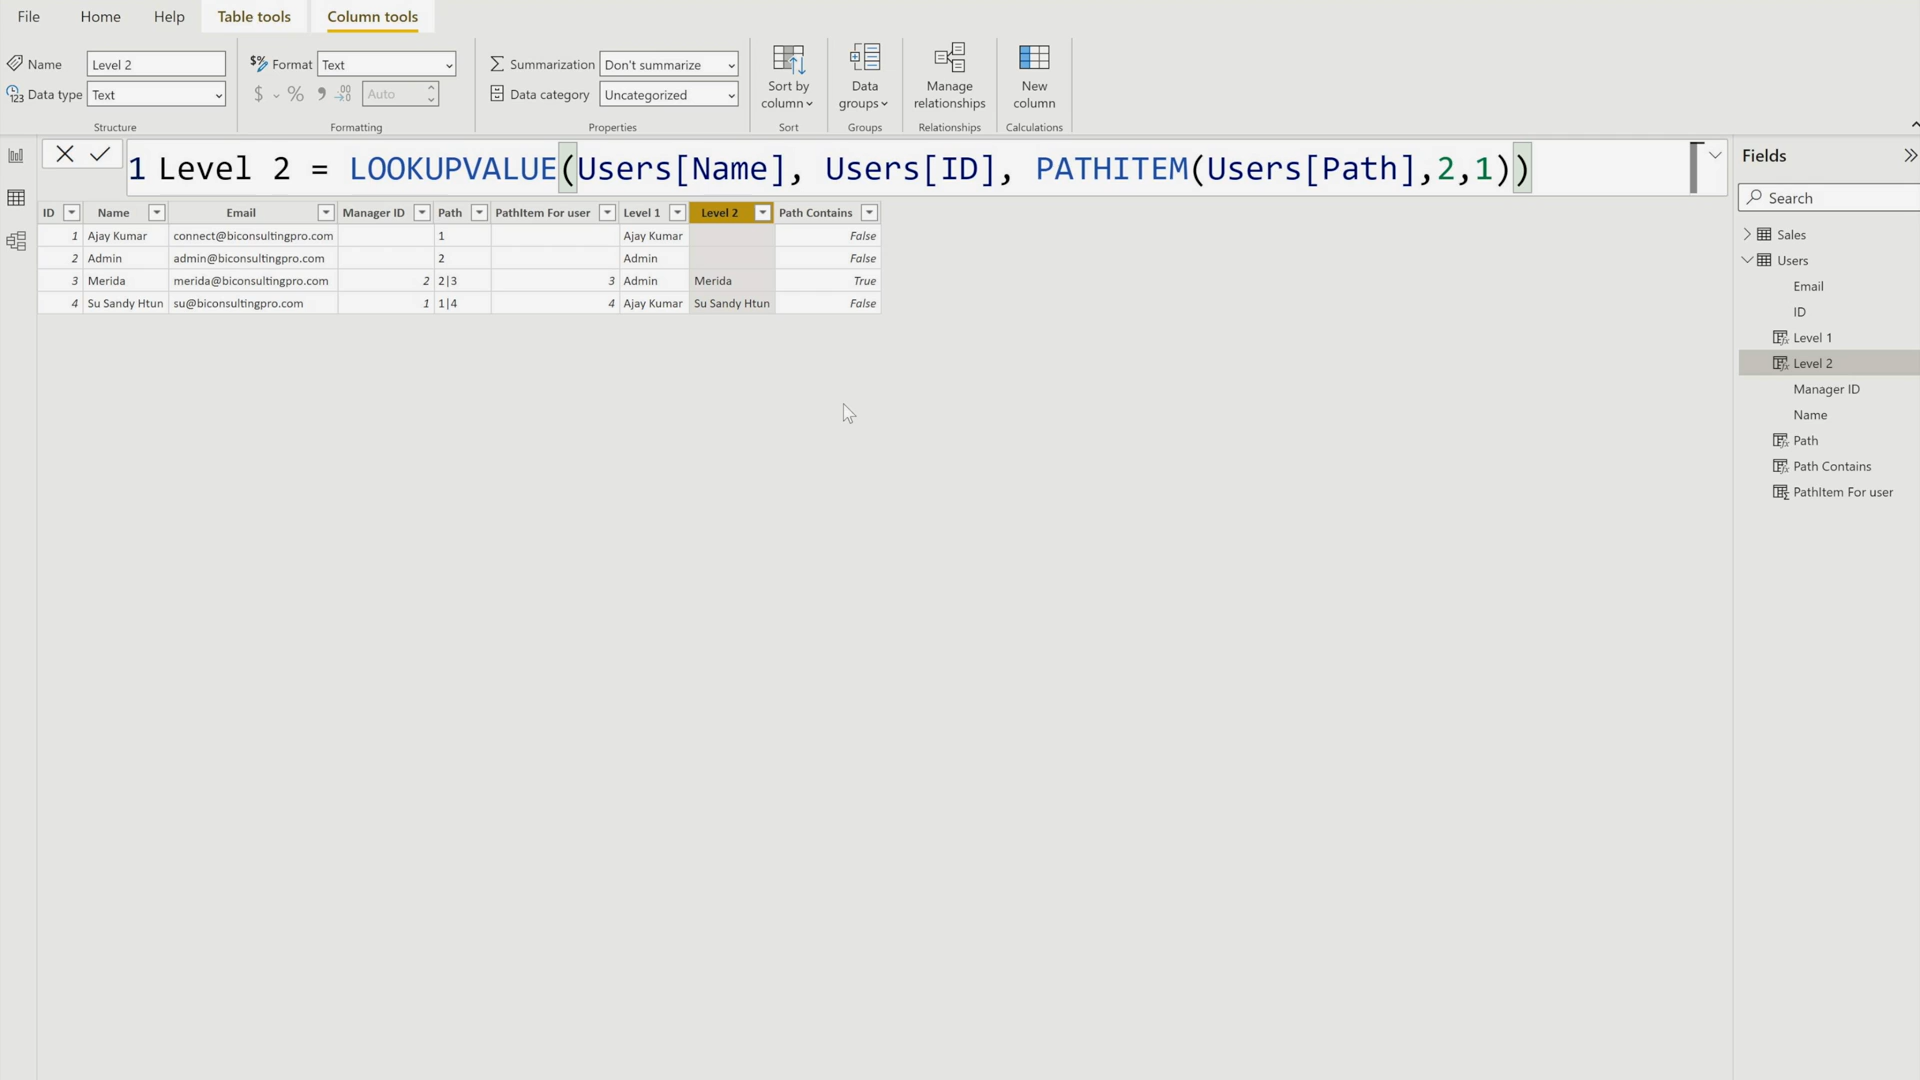 File Home Help Table tools Column tools
Name Level 2 $% Format Text Σ Summarization Don't summarize
123 Data type Text $ % 9 .00 Auto Data category Uncategorized
Sort by column
Data groups
Manage relationships
New column
Structure Formatting Properties Sort Groups Relationships Calculations
1 Level 2 = LOOKUPVALUE(Users[Name], Users[ID], PATHITEM(Users[Path],2,1))
ID Name Email Manager ID Path PathItem For user Level 1 Level 2 Path Contains
1 Ajay Kumar connect@biconsultingpro.com 1 Ajay Kumar False
2 Admin admin@biconsultingpro.com 2 Admin False
3 Merida merida@biconsultingpro.com 2 2|3 3 Admin Merida True
4 Su Sandy Htun su@biconsultingpro.com 1 1|4 4 Ajay Kumar Su Sandy Htun False
Fields
Search
Sales
Users
Email
ID
Level 1
Level 2
Manager ID
Name
Path
Path Contains
PathItem For user